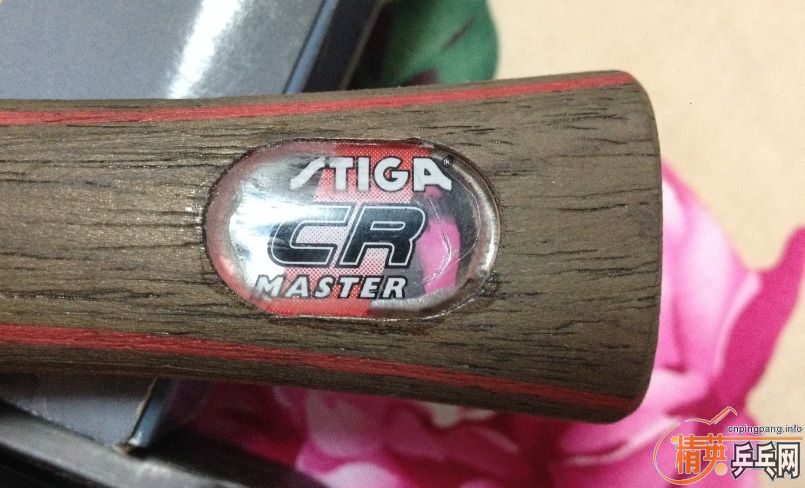 STIGA®
CR
MASTER
cnpingpang.info
精英乒乓网